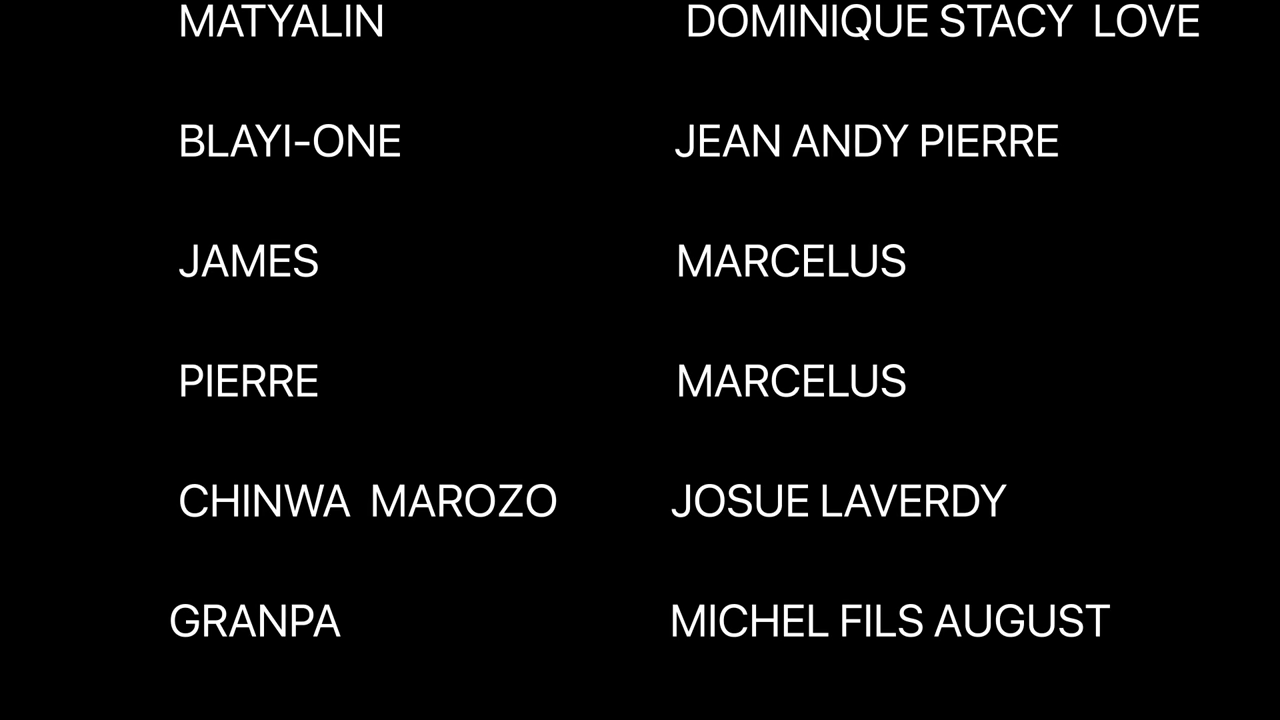 MATYALIN DOMINIQUE STACY LOVE
BLAYI-ONE JEAN ANDY PIERRE
JAMES MARCELUS
PIERRE MARCELUS
CHINWA MAROZO JOSUE LAVERDY
GRANPA MICHEL FILS AUGUST